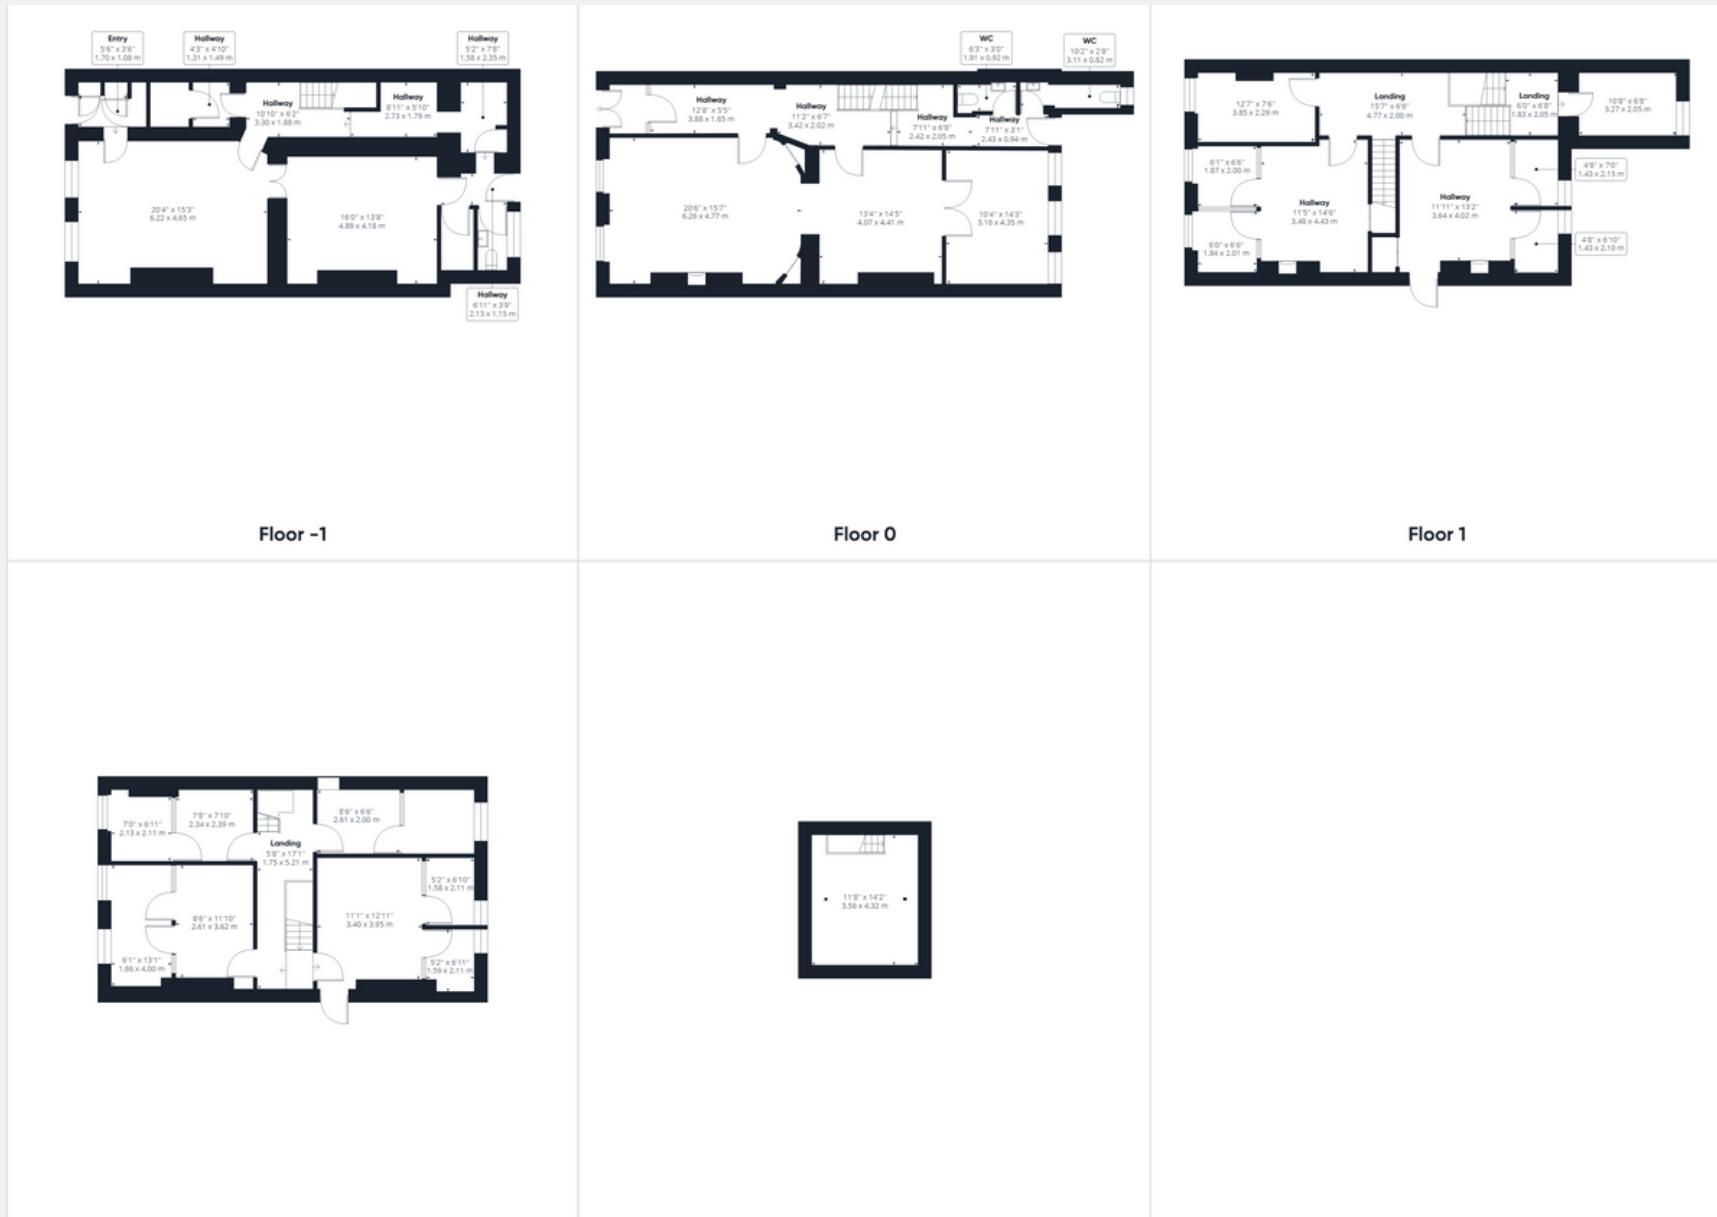 Entry
5'6" x 3'6"
1.70 x 1.08 m
Hallway
4'3" x 4'10"
1.31 x 1.49 m
Hallway
5'2" x 7'8"
1.58 x 2.35 m
Hallway
10'10" x 6'2"
3.30 x 1.88 m
Hallway
8'11" x 5'10"
2.73 x 1.79 m
20'4" x 15'3"
6.22 x 4.65 m
16'0" x 13'8"
4.89 x 4.18 m
Hallway
6'11" x 3'9"
2.13 x 1.15 m
Floor -1
WC
6'3" x 3'0"
1.91 x 0.92 m
WC
10'2" x 2'8"
3.11 x 0.82 m
Hallway
12'8" x 5'5"
3.88 x 1.65 m
Hallway
11'2" x 6'7"
3.42 x 2.02 m
Hallway
7'11" x 6'8"
2.42 x 2.05 m
Hallway
7'11" x 3'1"
2.43 x 0.94 m
20'6" x 15'7"
6.26 x 4.77 m
13'4" x 14'5"
4.07 x 4.41 m
10'4" x 14'3"
3.16 x 4.35 m
Floor 0
12'7" x 7'6"
3.85 x 2.29 m
Landing
15'7" x 6'6"
4.77 x 2.00 m
Landing
6'0" x 6'8"
1.83 x 2.05 m
10'8" x 6'8"
3.27 x 2.05 m
6'1" x 6'6"
1.87 x 2.00 m
Hallway
11'5" x 14'6"
3.48 x 4.43 m
Hallway
11'11" x 13'2"
3.64 x 4.02 m
4'8" x 7'0"
1.43 x 2.15 m
6'0" x 6'6"
1.84 x 2.01 m
4'8" x 6'10"
1.43 x 2.10 m
Floor 1
7'0" x 6'11"
2.13 x 2.11 m
7'8" x 7'10"
2.34 x 2.39 m
8'6" x 6'6"
2.61 x 2.00 m
Landing
5'8" x 17'1"
1.75 x 5.21 m
8'6" x 11'10"
2.61 x 3.62 m
11'1" x 12'11"
3.40 x 3.95 m
5'2" x 6'10"
1.58 x 2.11 m
6'1" x 13'1"
1.86 x 4.00 m
5'2" x 6'11"
1.59 x 2.11 m
11'8" x 14'2"
3.56 x 4.32 m